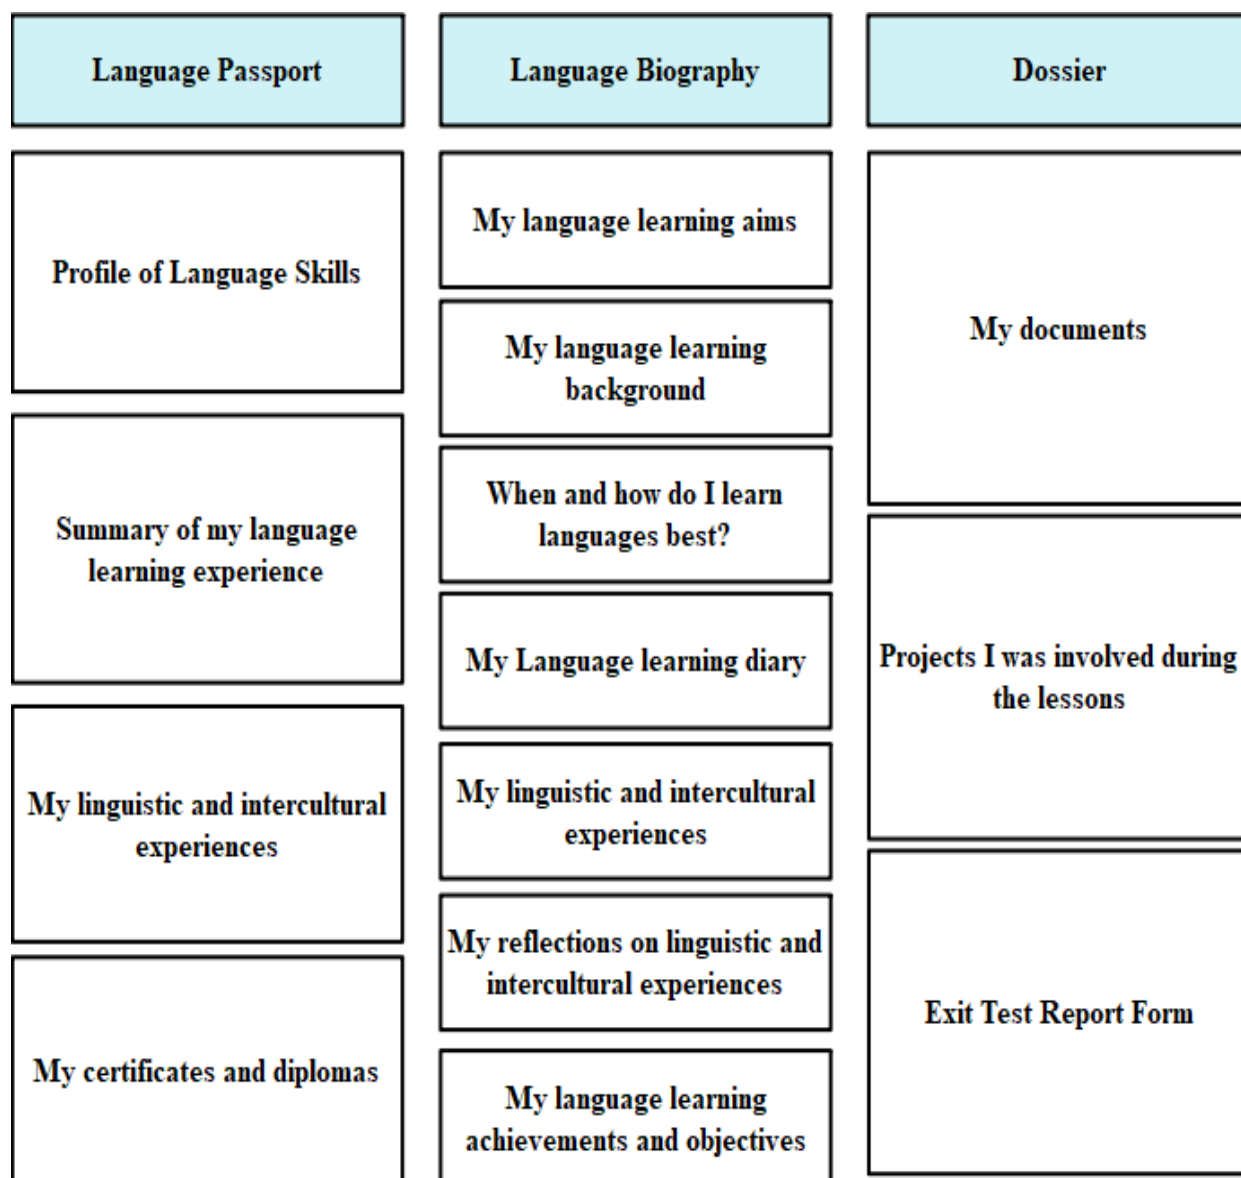 Language Passport
Profile of Language Skills
Summary of my language
learning experience
My linguistic and intercultural
experiences
My certificates and diplomas
Language Biography
My language learning aims
My language learning
background
When and how do I learn
languages best?
My Language learning diary
My linguistic and intercultural
experiences
My reflections on linguistic and
intercultural experiences
My language learning
achievements and objectives
Dossier
My documents
Projects I was involved during
the lessons
Exit Test Report Form